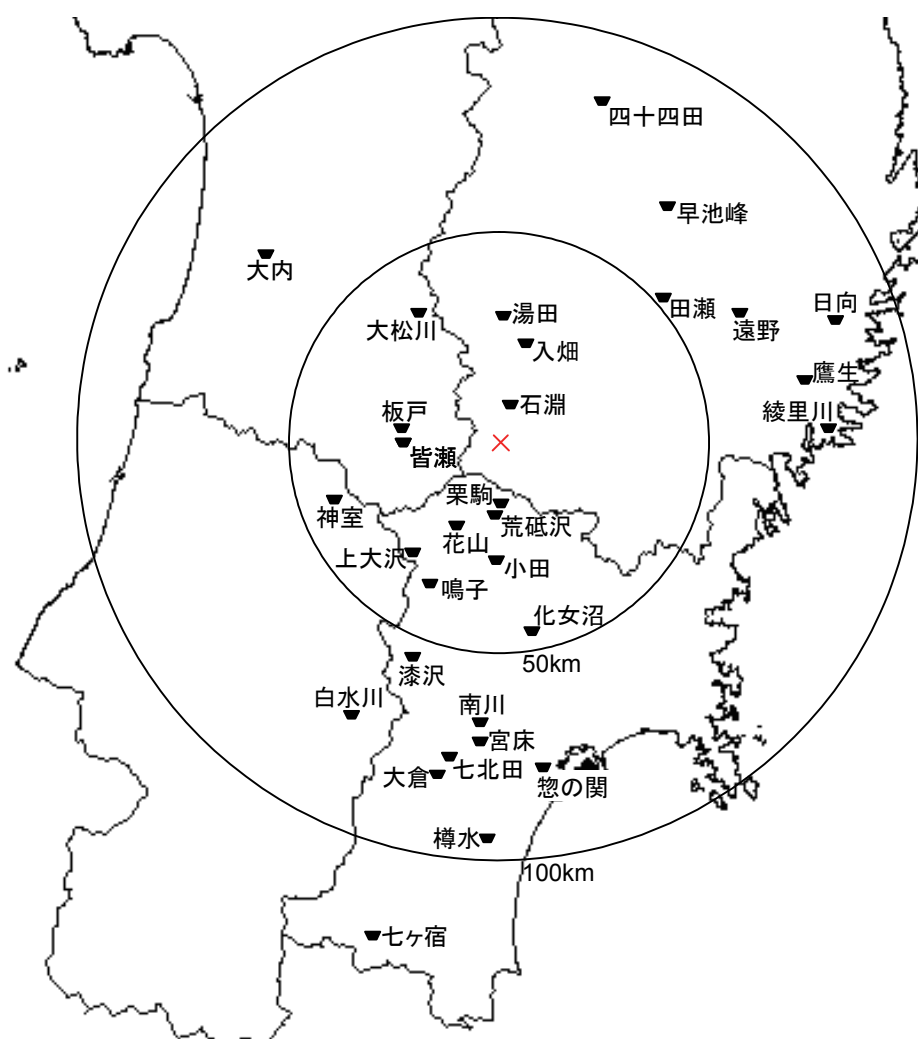 四十四田
早池峰
大内
田瀬
日向
大松川
湯田
遠野
入畑
鷹生
石淵
板戸
綾里川
皆瀬
栗駒
神室
荒砥沢
花山
上大沢
小田
鳴子
化女沼
50km
漆沢
白水川
南川
宮床
七北田
大倉
惣の関
樽水
100km
七ヶ宿